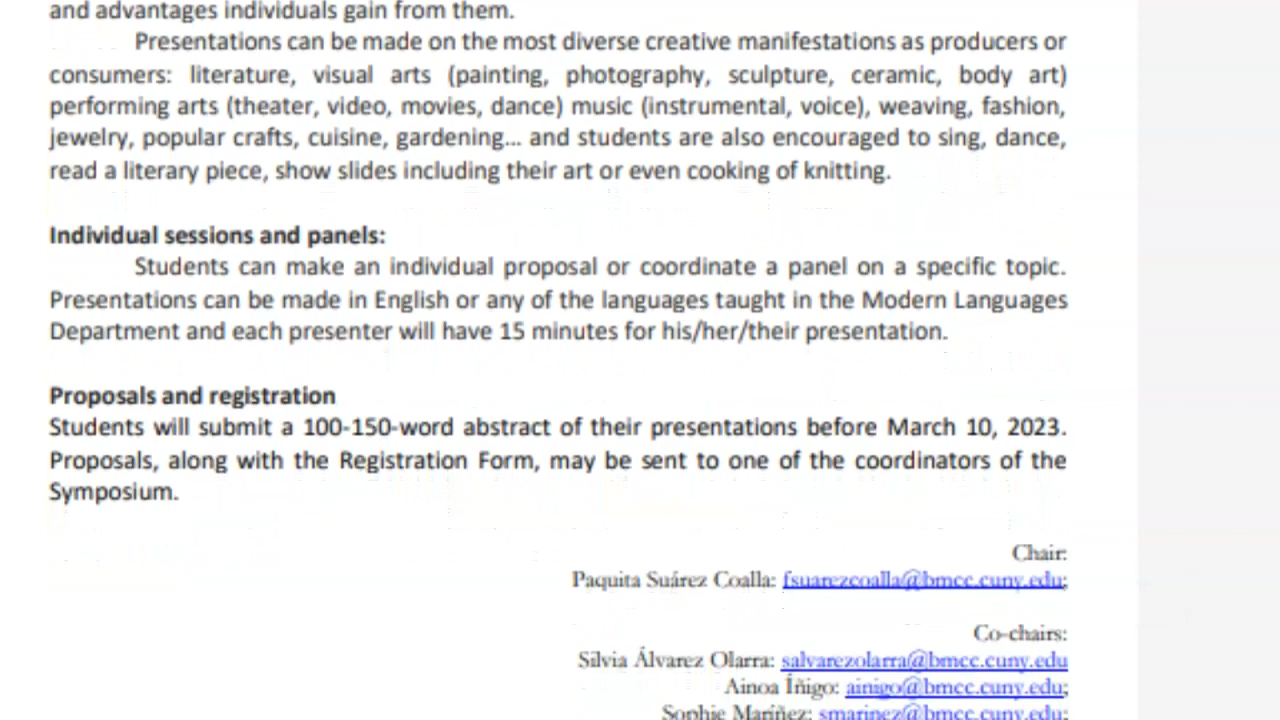 and advantages individuals gain from them.
Presentations can be made on the most diverse creative manifestations as producers or
consumers: literature, visual arts (painting, photography, sculpture, ceramic, body art)
performing arts (theater, video, movies, dance) music (instrumental, voice), weaving, fashion,
jewelry, popular crafts, cuisine, gardening... and students are also encouraged to sing, dance,
read a literary piece, show slides including their art or even cooking of knitting.
Individual sessions and panels:
Students can make an individual proposal or coordinate a panel on a specific topic.
Presentations can be made in English or any of the languages taught in the Modern Languages
Department and each presenter will have 15 minutes for his/her/their presentation.
Proposals and registration
Students will submit a 100-150-word abstract of their presentations before March 10, 2023.
Proposals, along with the Registration Form, may be sent to one of the coordinators of the
Symposium.
Chair:
Paquita Suárez Coalla: fsuarezcoalla@bmcc.cuny.edu;
Co-chairs:
Silvia Álvarez Olarra: salvarezolarra@bmcc.cuny.edu
Ainoa Íñigo: ainigo@bmcc.cuny.edu;
Sophie Maríñez: smarinez@bmcc.cuny.edu;